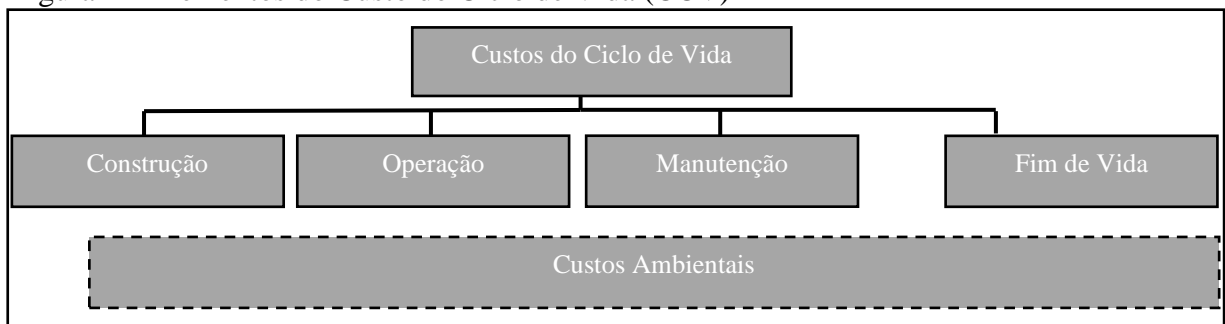 Custos do Ciclo de Vida
Construção Operação Manutenção Fim de Vida
Custos Ambientais